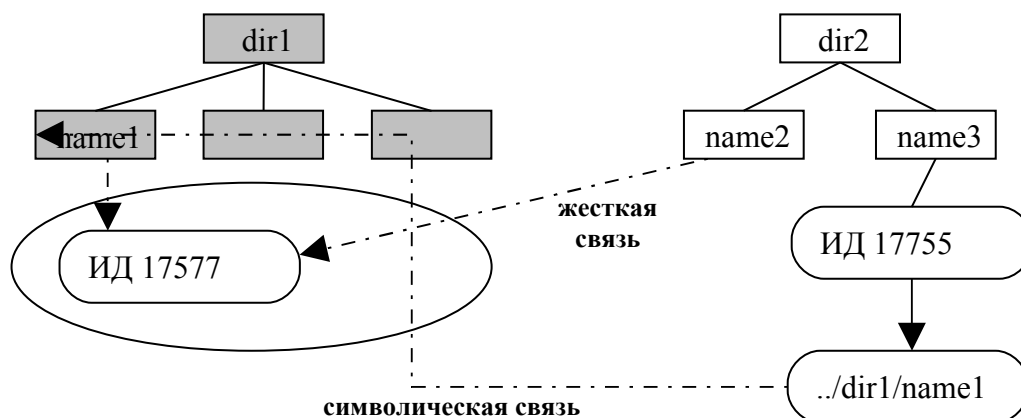 dir1
dir2
name1
name2
name3
жесткая
связь
ИД 17577
ИД 17755
../dir1/name1
символическая связь